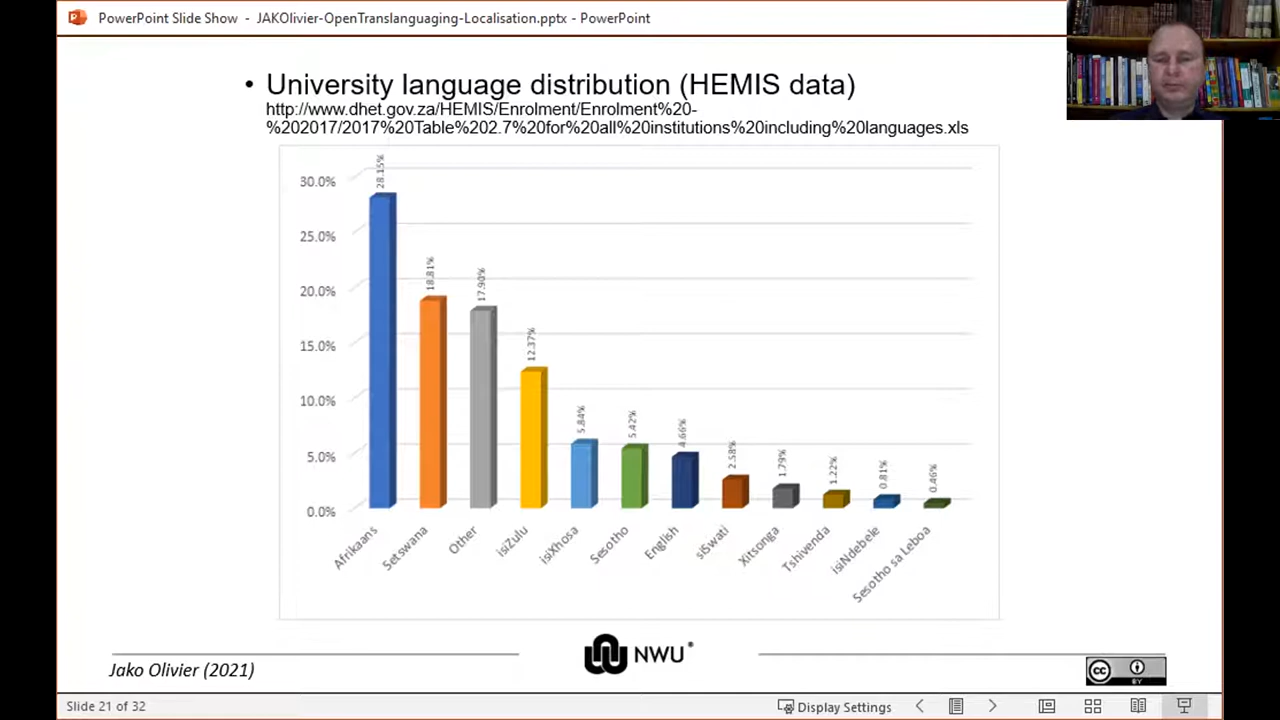 PowerPoint Slide Show - JAKOlivier-OpenTranslanguaging-Localisation.pptx - PowerPoint
• University language distribution (HEMIS data)
http://www.dhet.gov.za/HEMIS/Enrolment/Enrolment%20-
%202017/2017%20Table%202.7%20for%20all%20institutions%20including%20languages.xls
30.0%
25.0%
20.0%
15.0%
10.0%
5.0%
0.0%
28.15%
18.81%
17.90%
12.37%
5.84%
5.42%
4.66%
2.58%
1.79%
1.22%
0.81%
0.46%
Afrikaans
Setswana
Other
isiZulu
isiXhosa
Sesotho
English
siSwati
Xitsonga
Tshivenda
isiNdebele
Sesotho sa Leboa
Jako Olivier (2021)
NWU®
cc
BY
Slide 21 of 32
Display Settings